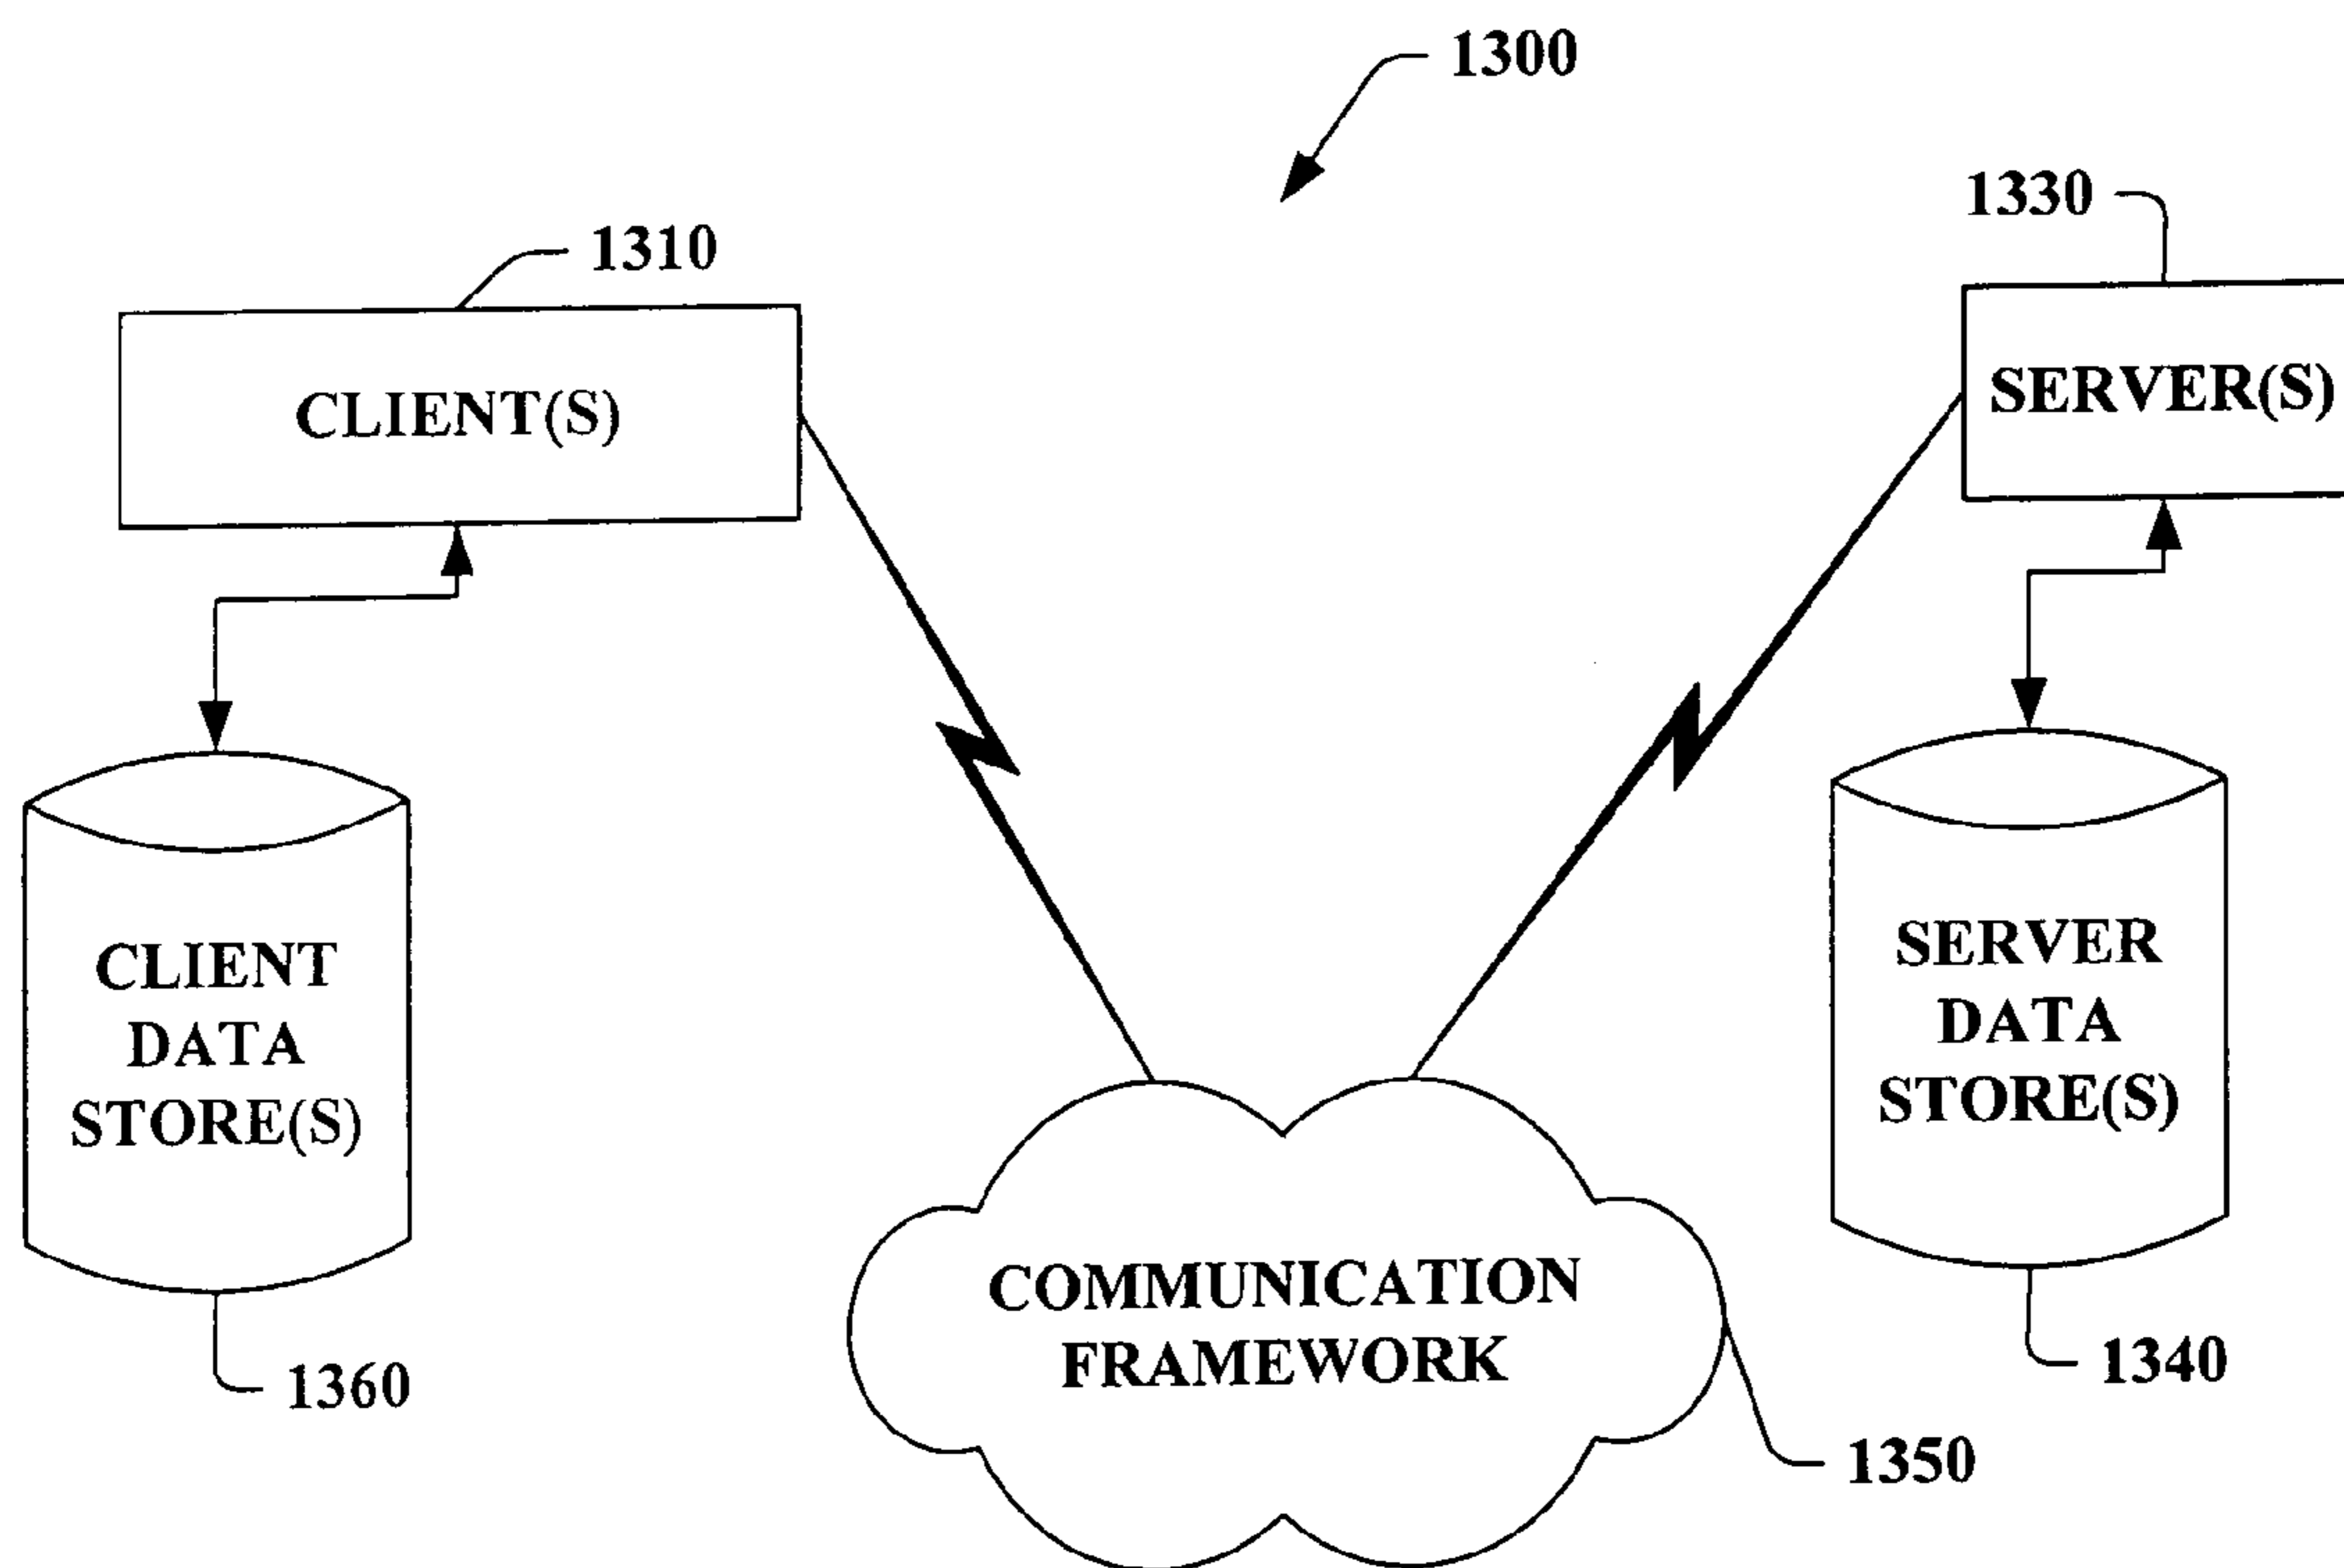 1300
1330
1310
CLIENT(S)
SERVER(S)
CLIENT
DATA
STORE(S)
SERVER
DATA
STORE(S)
COMMUNICATION
FRAMEWORK
1360
1340
1350